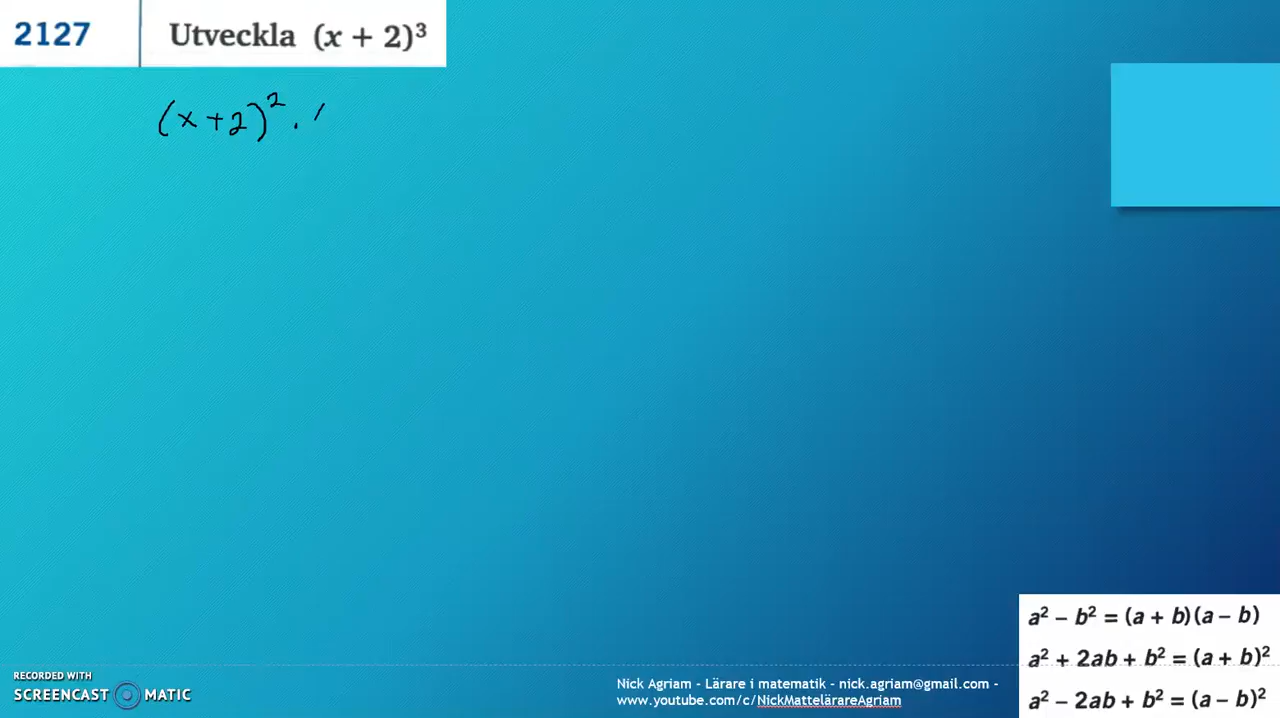 2127 Utveckla (x + 2)³
(x+2)² . (
a² − b² = (a + b)(a − b)
a² + 2ab + b² = (a + b)²
a² − 2ab + b² = (a − b)²
RECORDED WITH
SCREENCAST MATIC
Nick Agriam - Lärare i matematik - nick.agriam@gmail.com -
www.youtube.com/c/NickMattelärareAgriam